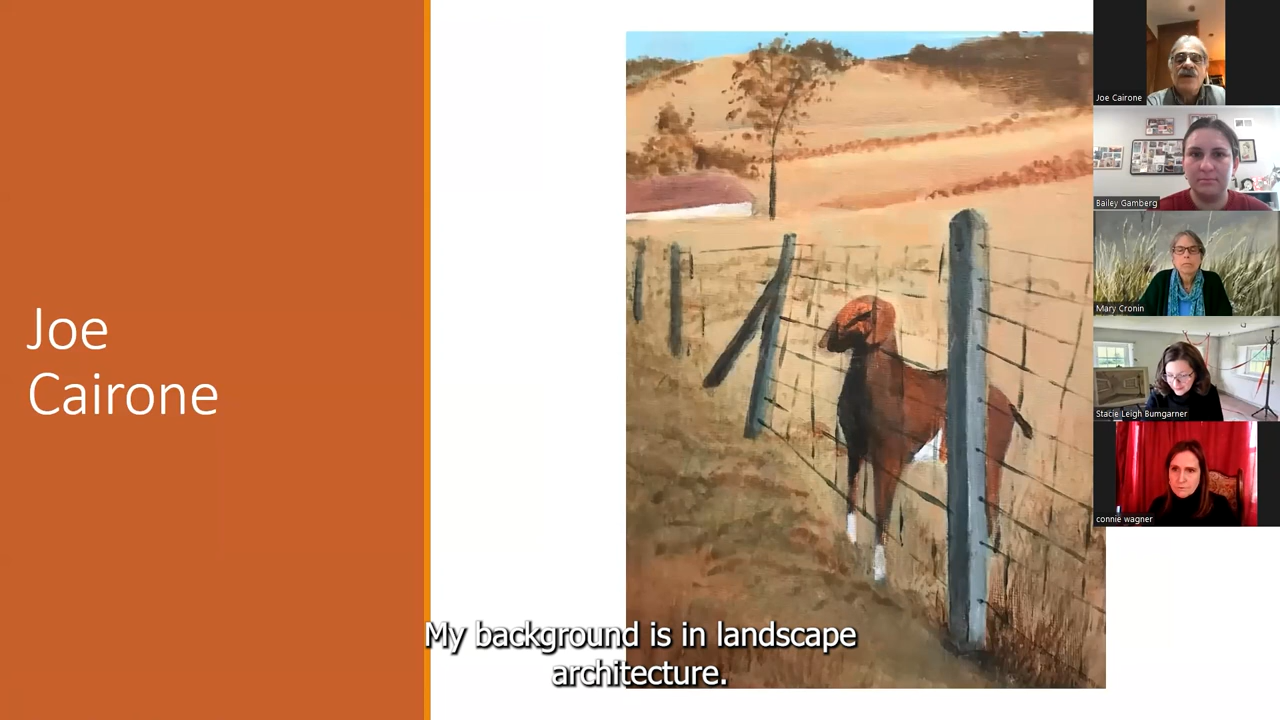 Joe
Cairone
My background is in landscape
architecture.
Joe Cairone
Bailey Gamberg
Mary Cronin
Stacie Leigh Bumgarner
connie wagner